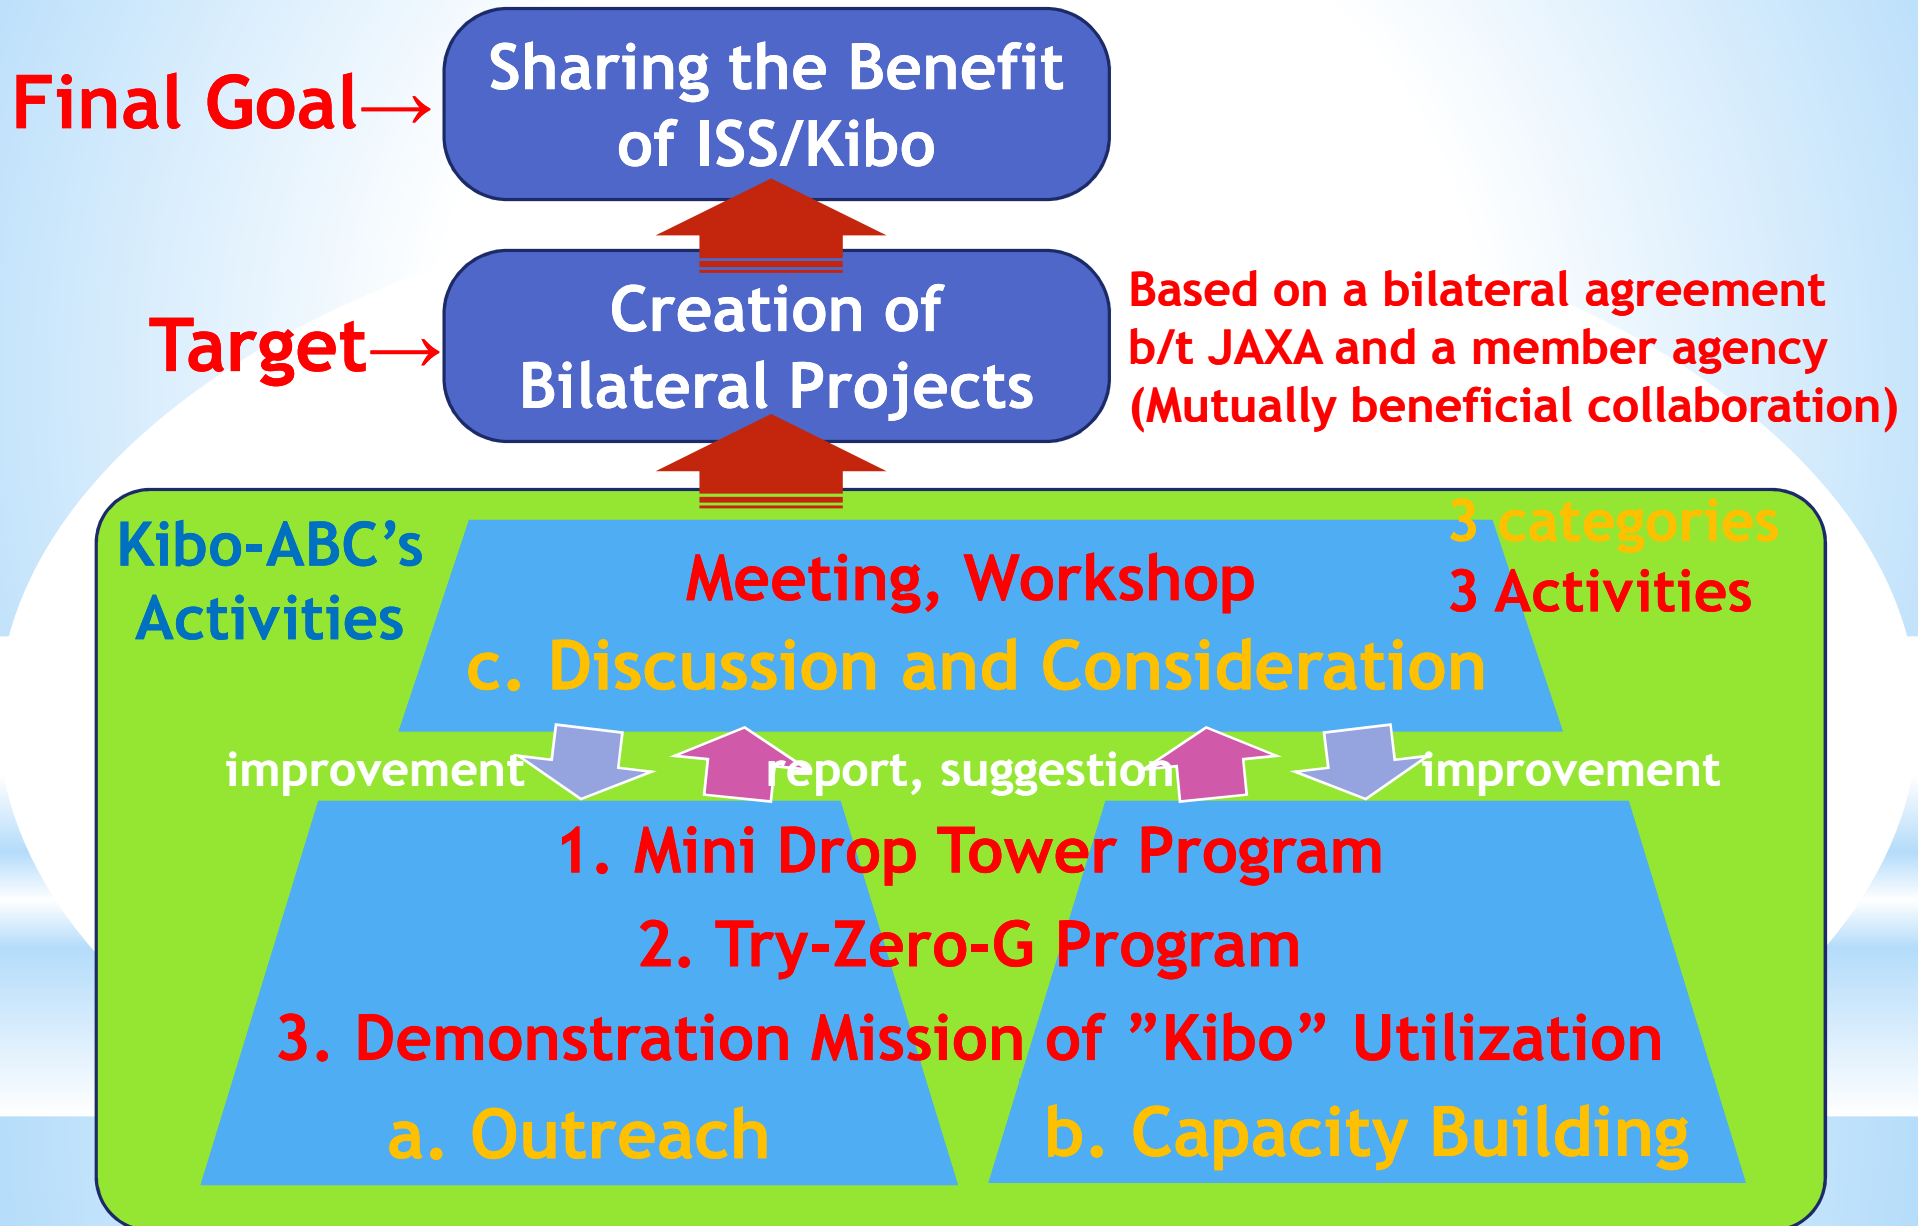 Final Goal→
Sharing the Benefit
of ISS/Kibo
Target→
Creation of
Bilateral Projects
Based on a bilateral agreement
b/t JAXA and a member agency
(Mutually beneficial collaboration)
Kibo-ABC’s
Activities
3 categories
3 Activities
Meeting, Workshop
c. Discussion and Consideration
improvement
report, suggestion
improvement
1. Mini Drop Tower Program
2. Try-Zero-G Program
3. Demonstration Mission of ”Kibo” Utilization
a. Outreach
b. Capacity Building